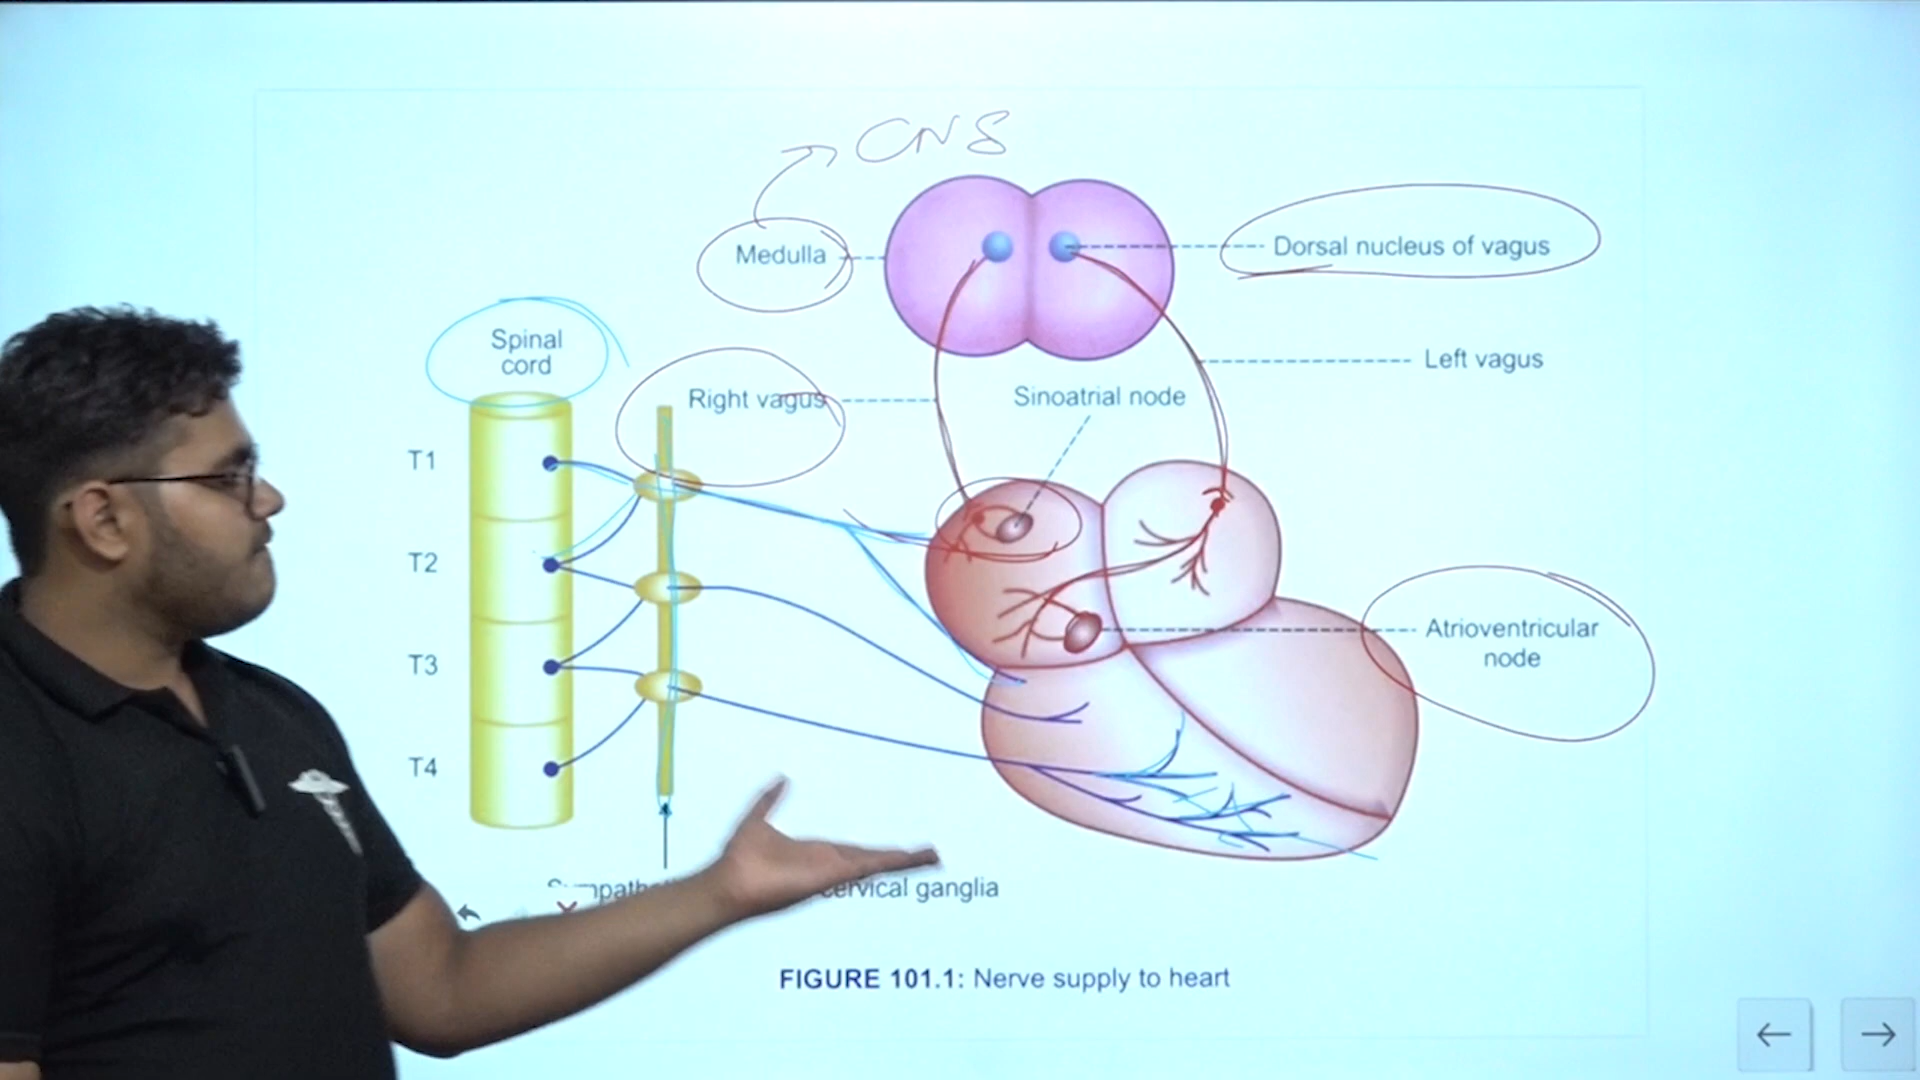 CNS
Medulla
Dorsal nucleus of vagus
Spinal
cord
Left vagus
Right vagus
Sinoatrial node
T1
T2
Atrioventricular
node
T3
T4
ganglia
FIGURE 101.1: Nerve supply to heart